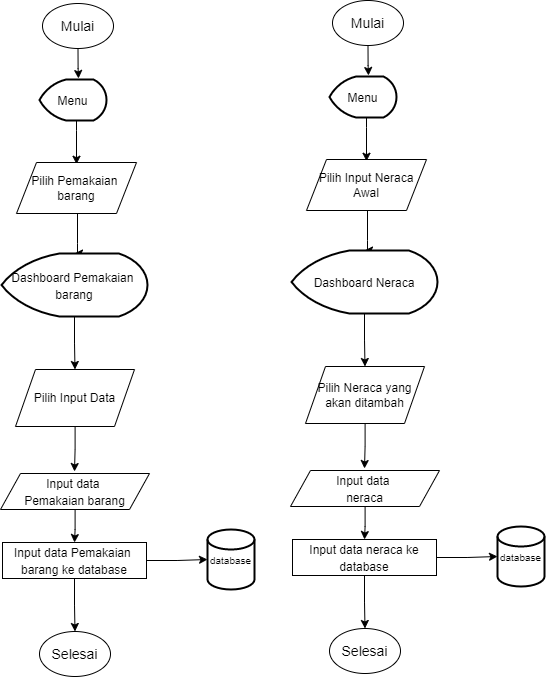 Mulai
Menu
Pilih Pemakaian
barang
Dashboard Pemakaian
barang
Pilih Input Data
Input data
Pemakaian barang
Input data Pemakaian
barang ke database
database
Selesai
Mulai
Menu
Pilih Input Neraca
Awal
Dashboard Neraca
Pilih Neraca yang
akan ditambah
Input data
neraca
Input data neraca ke
database
database
Selesai